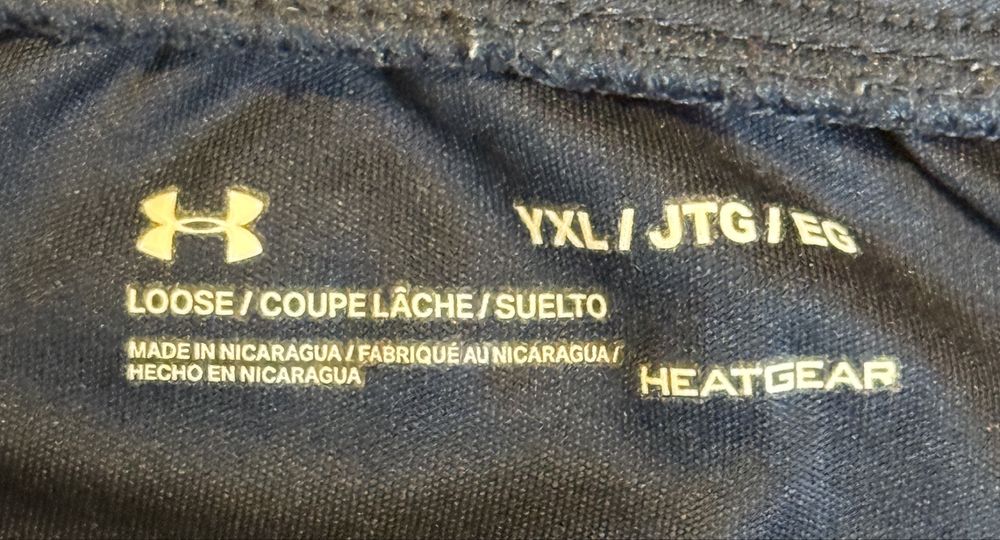 YXL / JTG / EG
LOOSE / COUPE LÂCHE / SUELTO
MADE IN NICARAGUA / FABRIQUÉ AU NICARAGUA /
HECHO EN NICARAGUA
HEATGEAR